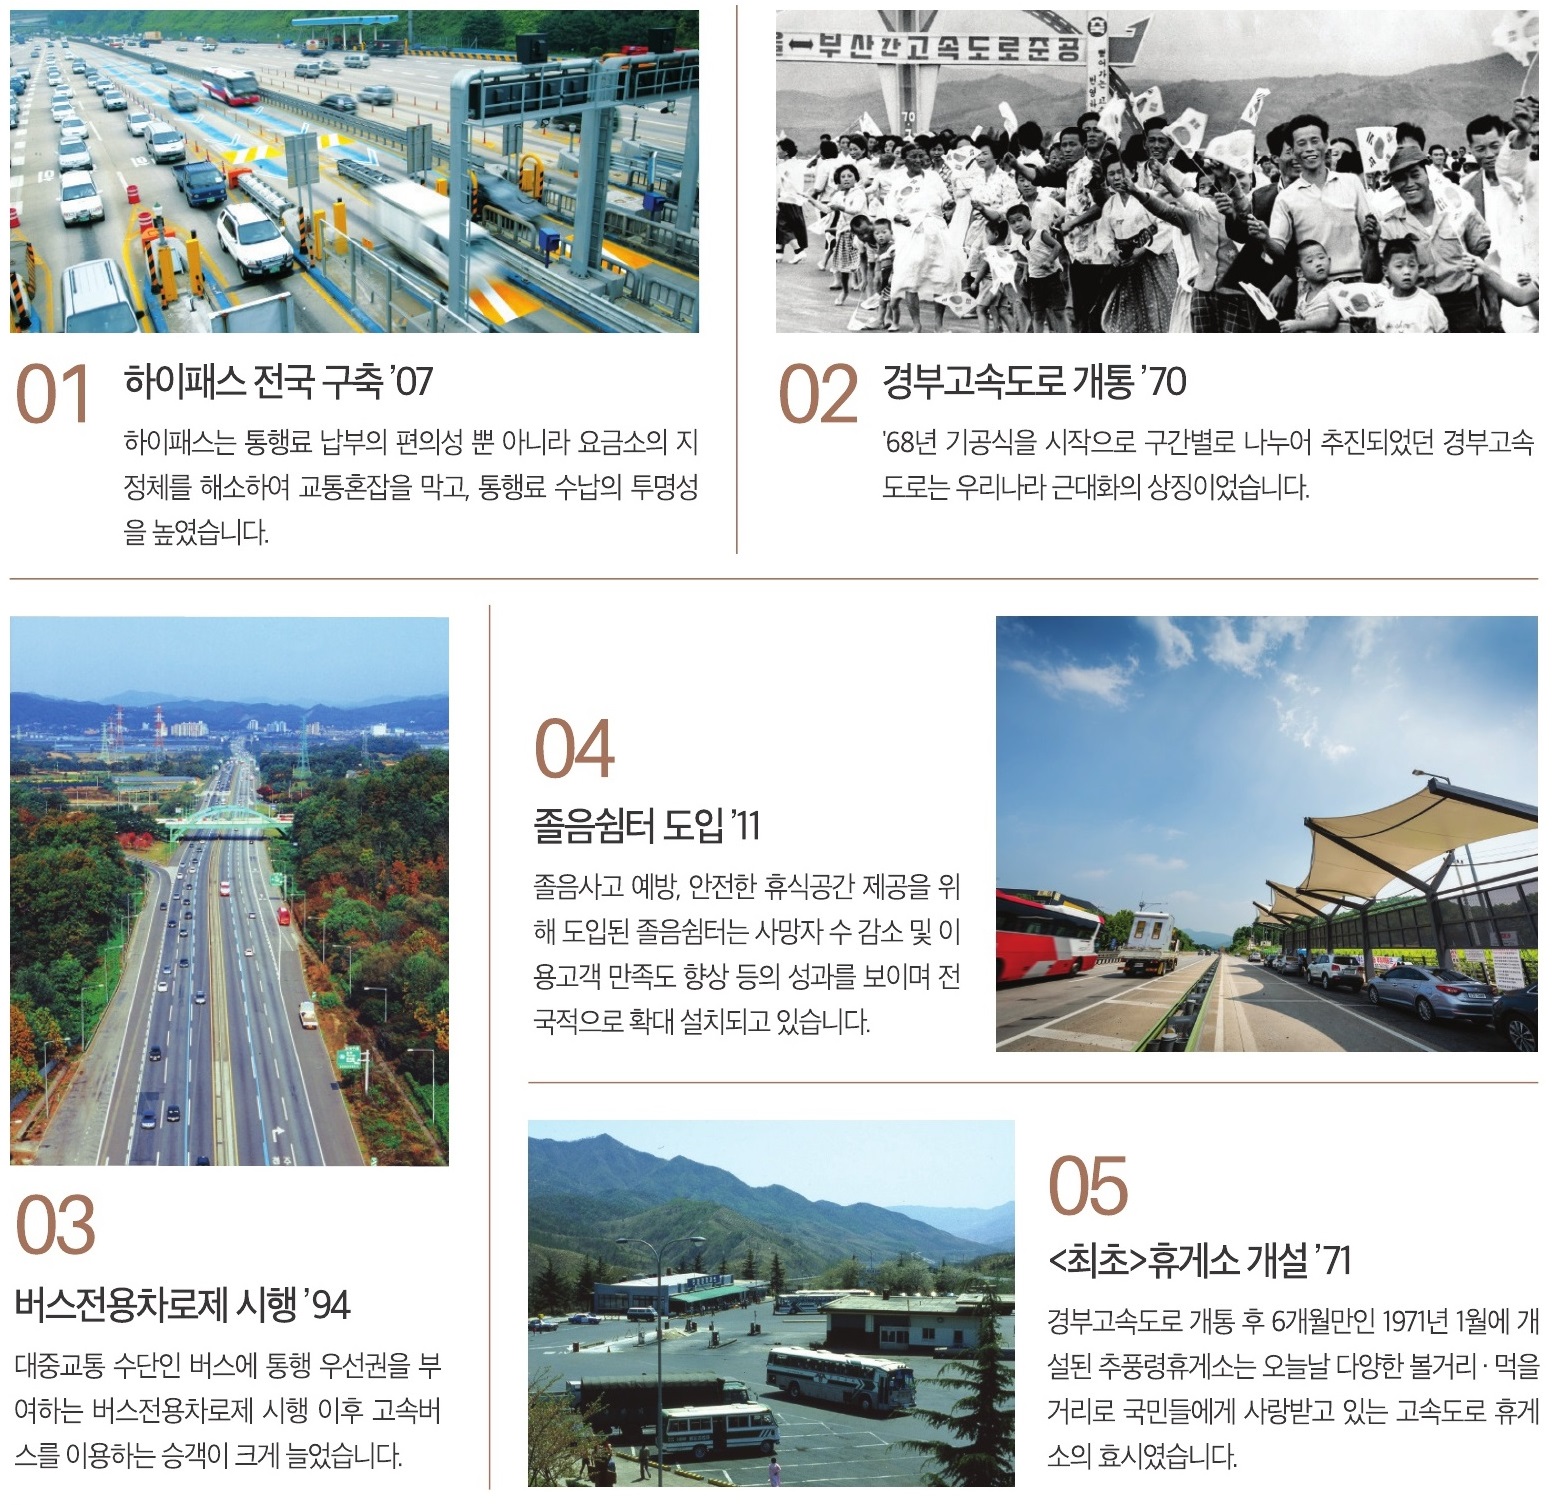 부산간고속도로준공
01
하이패스 전국 구축 ’07
하이패스는 통행료 납부의 편의성 뿐 아니라 요금소의 지
정체를 해소하여 교통혼잡을 막고, 통행료 수납의 투명성
을 높였습니다.
02
경부고속도로 개통 ’70
'68년 기공식을 시작으로 구간별로 나누어 추진되었던 경부고속
도로는 우리나라 근대화의 상징이었습니다.
03
버스전용차로제 시행 ’94
대중교통 수단인 버스에 통행 우선권을 부
여하는 버스전용차로제 시행 이후 고속버
스를 이용하는 승객이 크게 늘었습니다.
04
졸음쉼터 도입 ’11
졸음사고 예방, 안전한 휴식공간 제공을 위
해 도입된 졸음쉼터는 사망자 수 감소 및 이
용고객 만족도 향상 등의 성과를 보이며 전
국적으로 확대 설치되고 있습니다.
05
<최초>휴게소 개설 ’71
경부고속도로 개통 후 6개월만인 1971년 1월에 개
설된 추풍령휴게소는 오늘날 다양한 볼거리 · 먹을
거리로 국민들에게 사랑받고 있는 고속도로 휴게
소의 효시였습니다.